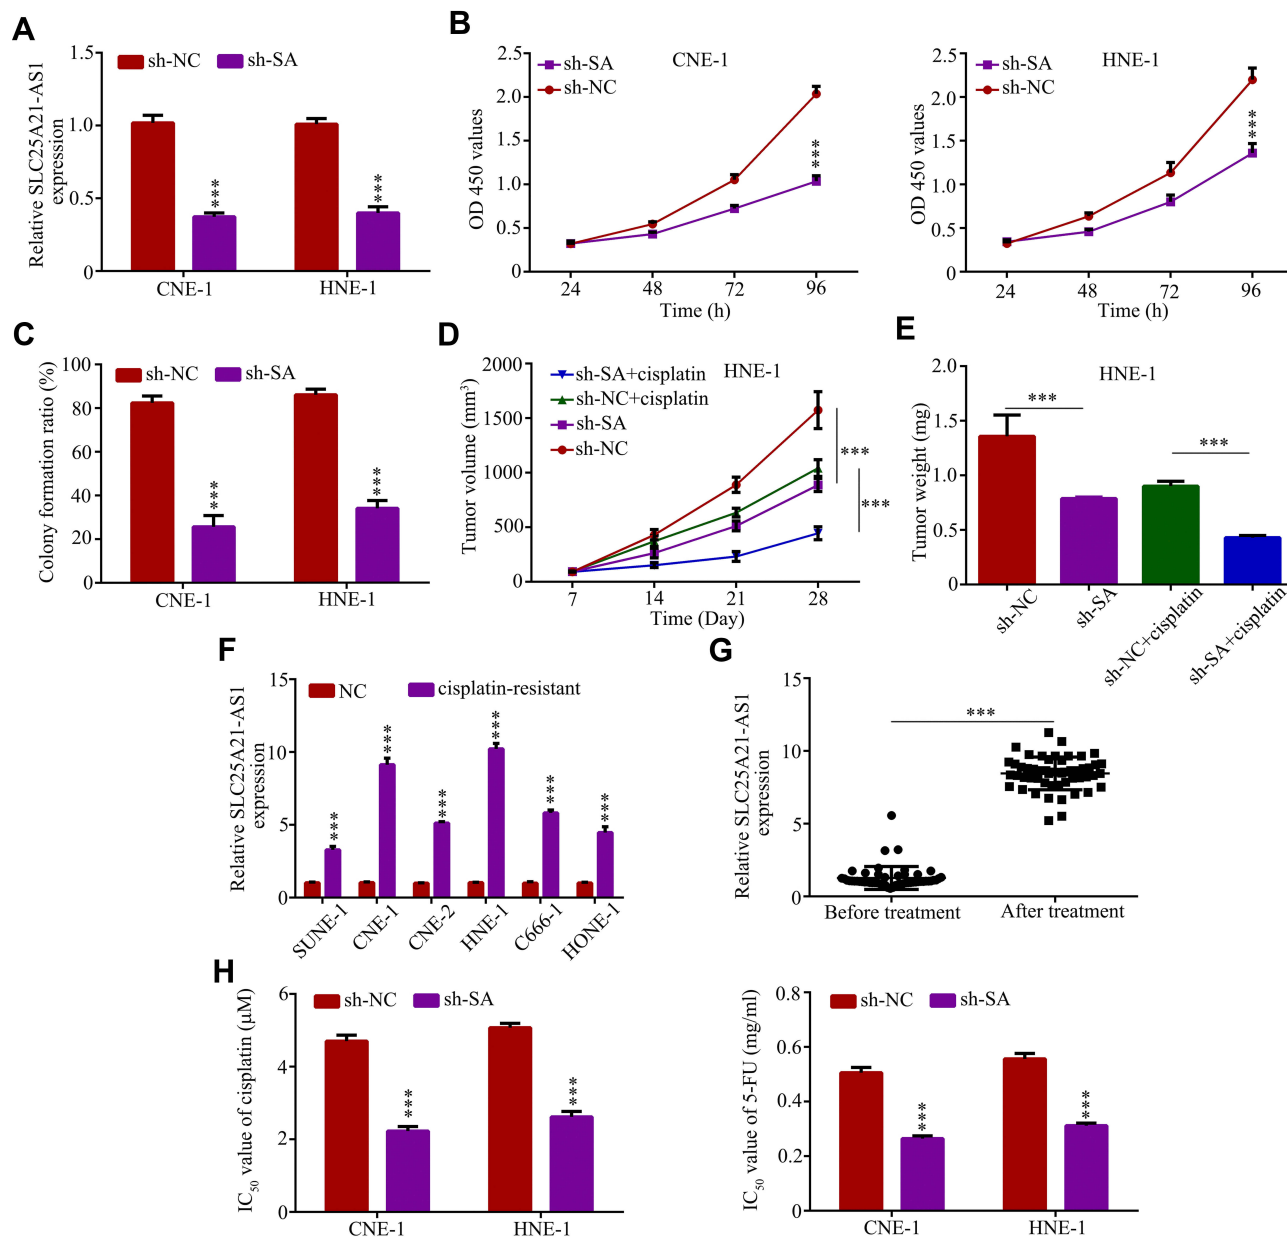 A
Relative SLC25A21-AS1
expression
1.5
1.0
0.5
0
sh-NC
sh-SA
***
***
CNE-1
HNE-1
B
OD 450 values
2.5
2.0
1.5
1.0
0.5
0
sh-SA
sh-NC
CNE-1
***
24
48
72
96
Time (h)
OD 450 values
2.5
2.0
1.5
1.0
0.5
0
sh-SA
sh-NC
HNE-1
***
24
48
72
96
Time (h)
C
Colony formation ratio (%)
100
80
60
40
20
0
sh-NC
sh-SA
***
***
CNE-1
HNE-1
D
Tumor volume (mm³)
2000
1500
1000
500
0
sh-SA+cisplatin
sh-NC+cisplatin
sh-SA
sh-NC
HNE-1
***
***
7
14
21
28
Time (Day)
E
Tumor weight (mg)
2.0
1.5
1.0
0.5
0
HNE-1
***
***
sh-NC
sh-SA
sh-NC+cisplatin
sh-SA+cisplatin
F
Relative SLC25A21-AS1
expression
15
10
5
0
NC
cisplatin-resistant
***
***
***
***
***
***
SUNE-1
CNE-1
CNE-2
HNE-1
C666-1
HONE-1
G
Relative SLC25A21-AS1
expression
15
10
5
0
***
Before treatment
After treatment
H
IC₅₀ value of cisplatin (μM)
6
4
2
0
sh-NC
sh-SA
***
***
CNE-1
HNE-1
IC₅₀ value of 5-FU (mg/ml)
0.8
0.6
0.4
0.2
0
sh-NC
sh-SA
***
***
CNE-1
HNE-1